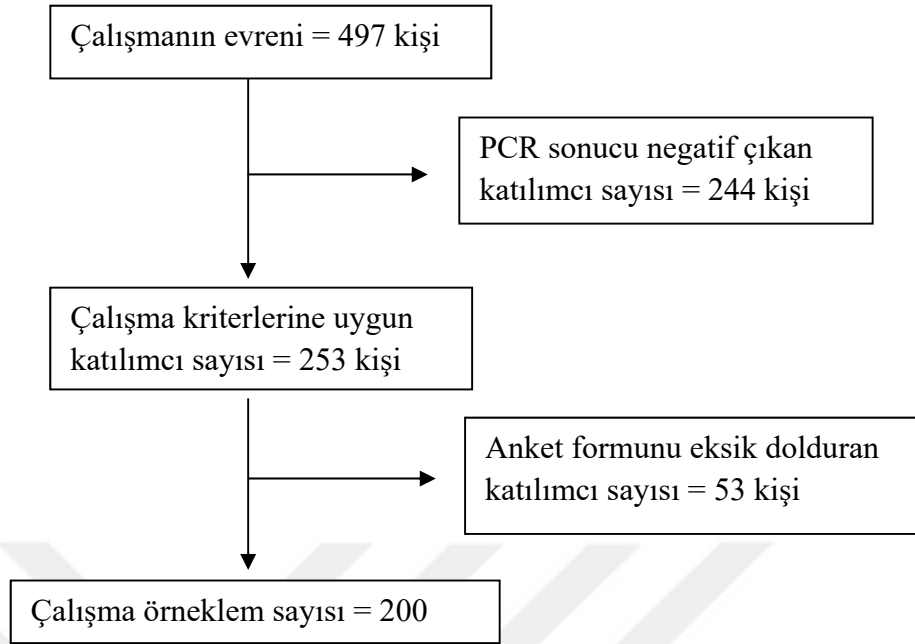 Çalışmanın evreni = 497 kişi
PCR sonucu negatif çıkan
katılımcı sayısı = 244 kişi
Çalışma kriterlerine uygun
katılımcı sayısı = 253 kişi
Anket formunu eksik dolduran
katılımcı sayısı = 53 kişi
Çalışma örneklem sayısı = 200